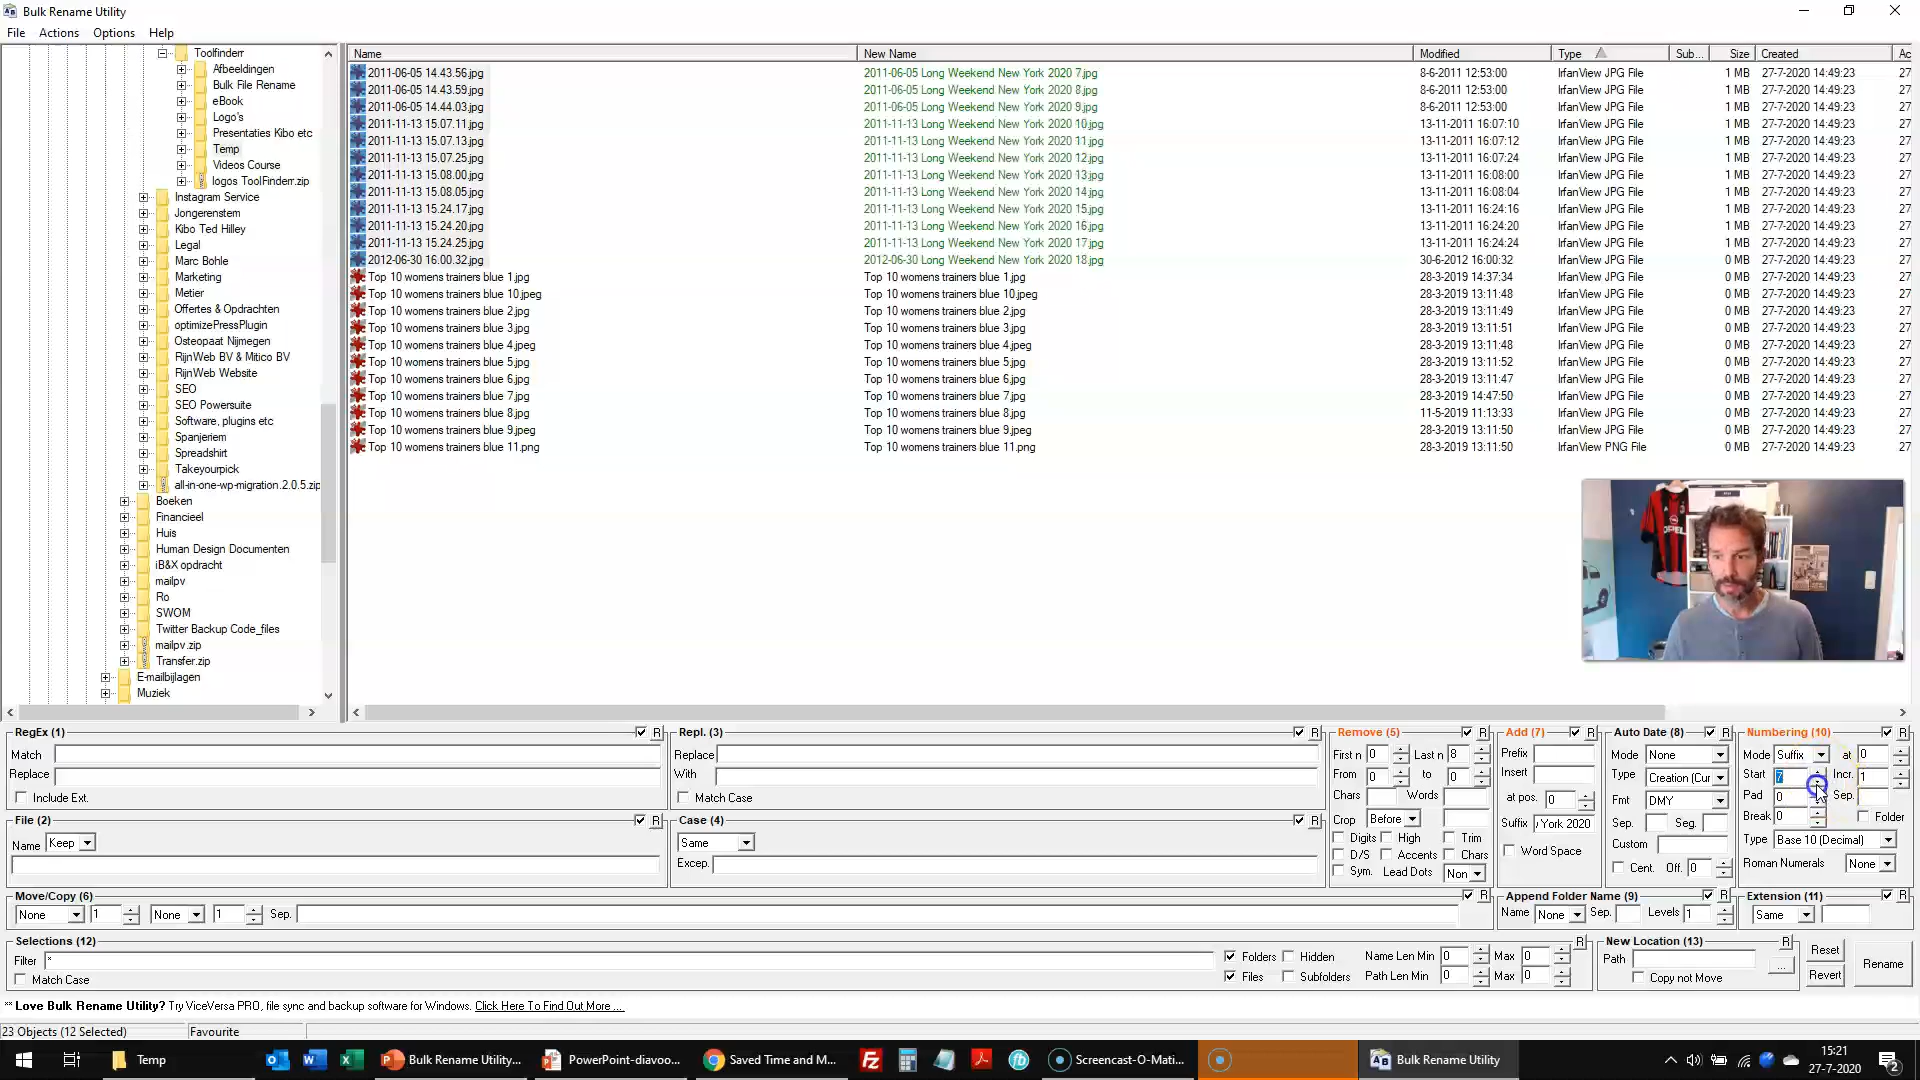 Bulk Rename Utility
File Actions Options Help
Toolfinderr
Afbeeldingen
Bulk File Rename
eBook
Logo's
Presentaties Kibo etc
Temp
Videos Course
logos ToolFinderr.zip
Instagram Service
Jongerenstem
Kibo Ted Hilley
Legal
Marc Bohle
Marketing
Metier
Offertes & Opdrachten
optimizePressPlugin
Osteopaat Nijmegen
RijnWeb BV & Mitico BV
RijnWeb Website
SEO
SEO Powersuite
Software, plugins etc
Spanjeriem
Spreadshirt
Takeyourpick
all-in-one-wp-migration.2.0.5.zip
Boeken
Financieel
Huis
Human Design Documenten
iB&X opdracht
mailpv
Ro
SWOM
Twitter Backup Code_files
mailpv.zip
Transfer.zip
E-mailbijlagen
Muziek
Name New Name Modified Type Sub... Size Created Ac
2011-06-05 14.43.56.jpg 2011-06-05 Long Weekend New York 2020 7.jpg 8-6-2011 12:53:00 IrfanView JPG File 1 MB 27-7-2020 14:49:23 27
2011-06-05 14.43.59.jpg 2011-06-05 Long Weekend New York 2020 8.jpg 8-6-2011 12:53:00 IrfanView JPG File 1 MB 27-7-2020 14:49:23 27
2011-06-05 14.44.03.jpg 2011-06-05 Long Weekend New York 2020 9.jpg 8-6-2011 12:53:00 IrfanView JPG File 1 MB 27-7-2020 14:49:23 27
2011-11-13 15.07.11.jpg 2011-11-13 Long Weekend New York 2020 10.jpg 13-11-2011 16:07:10 IrfanView JPG File 1 MB 27-7-2020 14:49:23 27
2011-11-13 15.07.13.jpg 2011-11-13 Long Weekend New York 2020 11.jpg 13-11-2011 16:07:12 IrfanView JPG File 1 MB 27-7-2020 14:49:23 27
2011-11-13 15.07.25.jpg 2011-11-13 Long Weekend New York 2020 12.jpg 13-11-2011 16:07:24 IrfanView JPG File 1 MB 27-7-2020 14:49:23 27
2011-11-13 15.08.00.jpg 2011-11-13 Long Weekend New York 2020 13.jpg 13-11-2011 16:08:00 IrfanView JPG File 1 MB 27-7-2020 14:49:23 27
2011-11-13 15.08.05.jpg 2011-11-13 Long Weekend New York 2020 14.jpg 13-11-2011 16:08:04 IrfanView JPG File 1 MB 27-7-2020 14:49:23 27
2011-11-13 15.24.17.jpg 2011-11-13 Long Weekend New York 2020 15.jpg 13-11-2011 16:24:16 IrfanView JPG File 1 MB 27-7-2020 14:49:23 27
2011-11-13 15.24.20.jpg 2011-11-13 Long Weekend New York 2020 16.jpg 13-11-2011 16:24:20 IrfanView JPG File 1 MB 27-7-2020 14:49:23 27
2011-11-13 15.24.25.jpg 2011-11-13 Long Weekend New York 2020 17.jpg 13-11-2011 16:24:24 IrfanView JPG File 1 MB 27-7-2020 14:49:23 27
2012-06-30 16.00.32.jpg 2012-06-30 Long Weekend New York 2020 18.jpg 30-6-2012 16:00:32 IrfanView JPG File 0 MB 27-7-2020 14:49:23 27
Top 10 womens trainers blue 1.jpg Top 10 womens trainers blue 1.jpg 28-3-2019 14:37:34 IrfanView JPG File 0 MB 27-7-2020 14:49:23 27
Top 10 womens trainers blue 10.jpeg Top 10 womens trainers blue 10.jpeg 28-3-2019 13:11:48 IrfanView JPG File 0 MB 27-7-2020 14:49:23 27
Top 10 womens trainers blue 2.jpg Top 10 womens trainers blue 2.jpg 28-3-2019 13:11:49 IrfanView JPG File 0 MB 27-7-2020 14:49:23 27
Top 10 womens trainers blue 3.jpg Top 10 womens trainers blue 3.jpg 28-3-2019 13:11:51 IrfanView JPG File 0 MB 27-7-2020 14:49:23 27
Top 10 womens trainers blue 4.jpeg Top 10 womens trainers blue 4.jpeg 28-3-2019 13:11:48 IrfanView JPG File 0 MB 27-7-2020 14:49:23 27
Top 10 womens trainers blue 5.jpg Top 10 womens trainers blue 5.jpg 28-3-2019 13:11:52 IrfanView JPG File 0 MB 27-7-2020 14:49:23 27
Top 10 womens trainers blue 6.jpg Top 10 womens trainers blue 6.jpg 28-3-2019 13:11:47 IrfanView JPG File 0 MB 27-7-2020 14:49:23 27
Top 10 womens trainers blue 7.jpg Top 10 womens trainers blue 7.jpg 28-3-2019 14:47:50 IrfanView JPG File 0 MB 27-7-2020 14:49:23 27
Top 10 womens trainers blue 8.jpg Top 10 womens trainers blue 8.jpg 11-5-2019 11:13:33 IrfanView JPG File 0 MB 27-7-2020 14:49:23 27
Top 10 womens trainers blue 9.jpeg Top 10 womens trainers blue 9.jpeg 28-3-2019 13:11:50 IrfanView JPG File 0 MB 27-7-2020 14:49:23 27
Top 10 womens trainers blue 11.png Top 10 womens trainers blue 11.png 28-3-2019 13:11:50 IrfanView PNG File 0 MB 27-7-2020 14:49:23 27
OPEL
RegEx (1) R
Match
Replace
Include Ext.
File (2) R
Name Keep
Repl. (3) R
Replace
With
Match Case
Case (4) R
Same
Excep.
Remove (5) R
First n 0 Last n 8
From 0 to 0
Chars Words
Crop Before
Digits High Trim
D/S Accents Chars
Sym. Lead Dots Non
Add (7) R
Prefix
Insert
at pos. 0
Suffix York 2020
Word Space
Auto Date (8) R
Mode None
Type Creation (Cur
Fmt DMY
Sep. Seg.
Custom
Cent. Off. 0
Numbering (10) R
Mode Suffix at 0
Start 7 Incr. 1
Pad 0 Sep.
Break 0 Folder
Type Base 10 (Decimal)
Roman Numerals None
Move/Copy (6) R
None 1 None 1 Sep.
Append Folder Name (9) R
Name None Sep. Levels 1
Extension (11) R
Same
Selections (12) R
Filter *
Match Case
Folders Hidden Name Len Min 0 Max 0
Files Subfolders Path Len Min 0 Max 0
New Location (13) R
Path ...
Copy not Move
Reset
Revert
Rename
** Love Bulk Rename Utility? Try ViceVersa PRO, file sync and backup software for Windows. Click Here To Find Out More ...
23 Objects (12 Selected) Favourite
Temp Bulk Rename Utility... PowerPoint-diavoo... Saved Time and M... Screencast-O-Mati... Bulk Rename Utility
15:21
27-7-2020
2